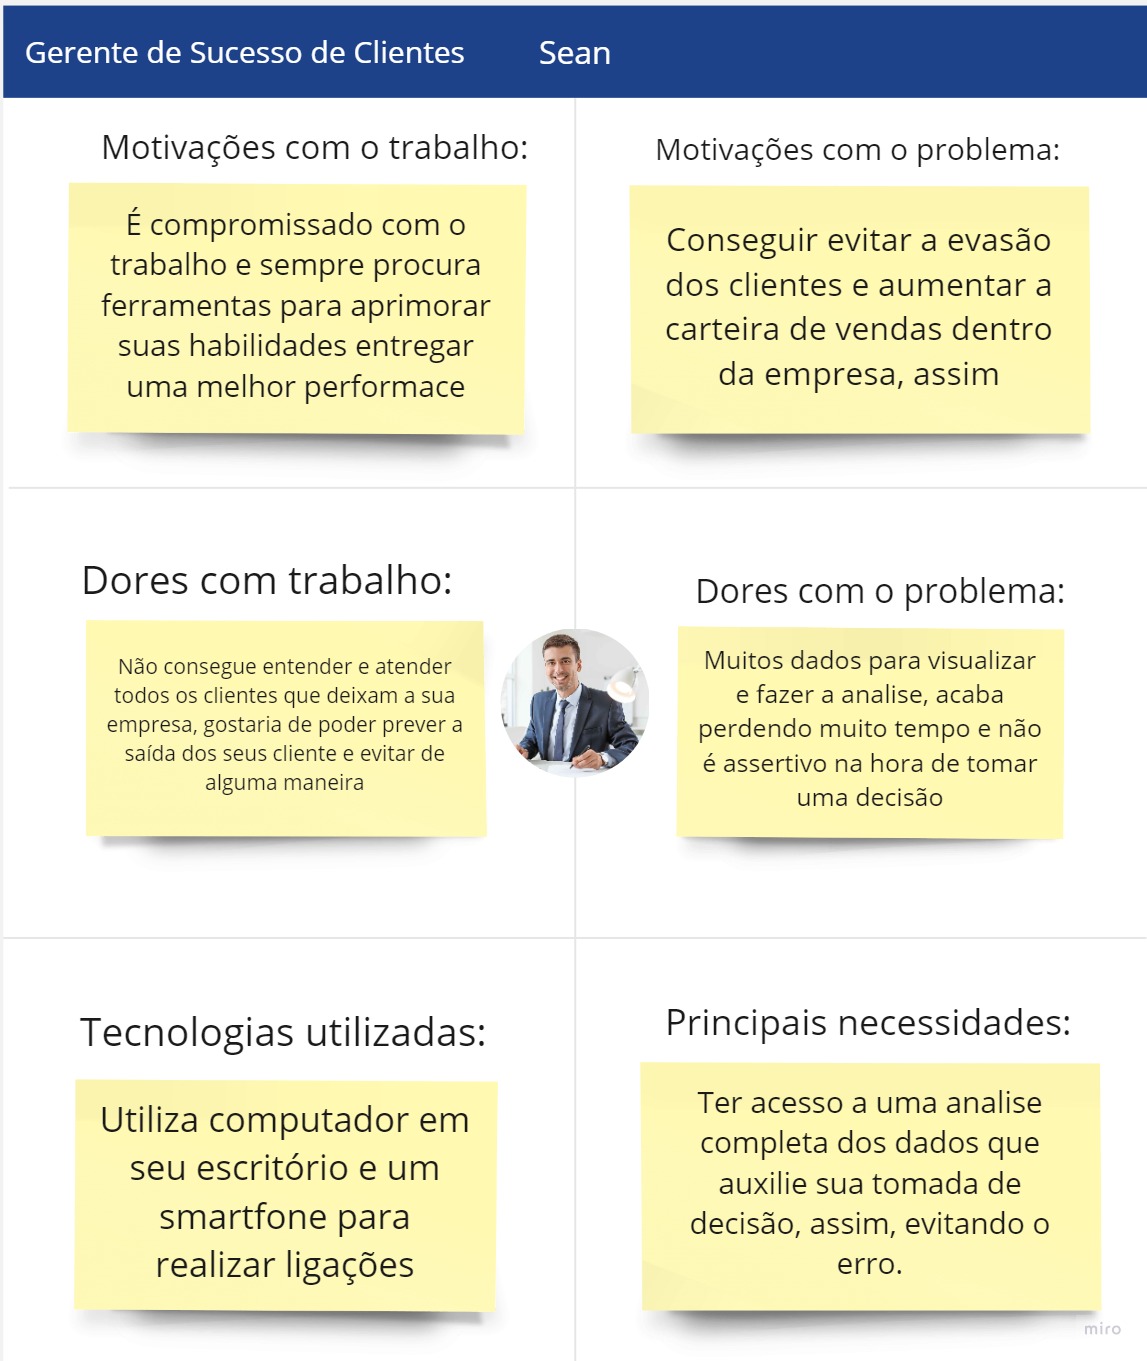 Gerente de Sucesso de Clientes Sean
Motivações com o trabalho:
É compromissado com o
trabalho e sempre procura
ferramentas para aprimorar
suas habilidades entregar
uma melhor performace
Motivações com o problema:
Conseguir evitar a evasão
dos clientes e aumentar a
carteira de vendas dentro
da empresa, assim
Dores com trabalho:
Não consegue entender e atender
todos os clientes que deixam a sua
empresa, gostaria de poder prever a
saída dos seus cliente e evitar de
alguma maneira
Dores com o problema:
Muitos dados para visualizar
e fazer a analise, acaba
perdendo muito tempo e não
é assertivo na hora de tomar
uma decisão
Tecnologias utilizadas:
Utiliza computador em
seu escritório e um
smartfone para
realizar ligações
Principais necessidades:
Ter acesso a uma analise
completa dos dados que
auxilie sua tomada de
decisão, assim, evitando o
erro.
miro